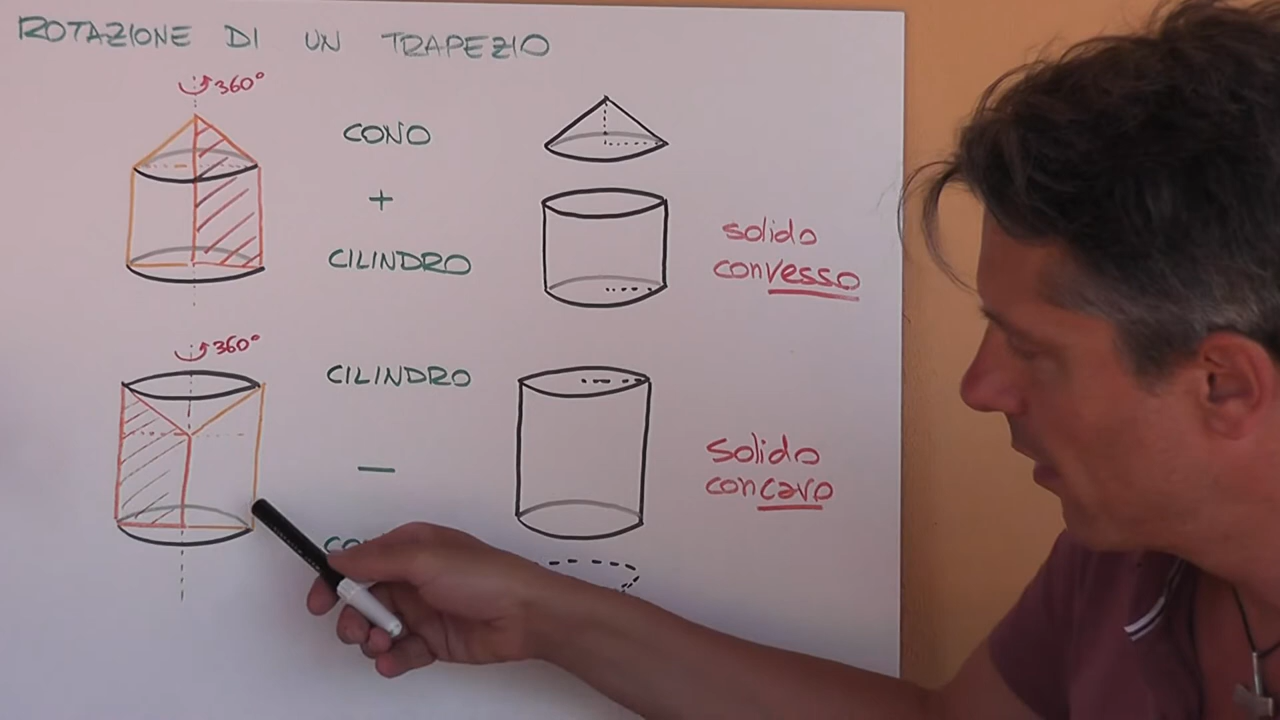 ROTAZIONE DI UN TRAPEZIO
360°
CONO
+
CILINDRO
solido
convesso
360°
CILINDRO
—
solido
concavo